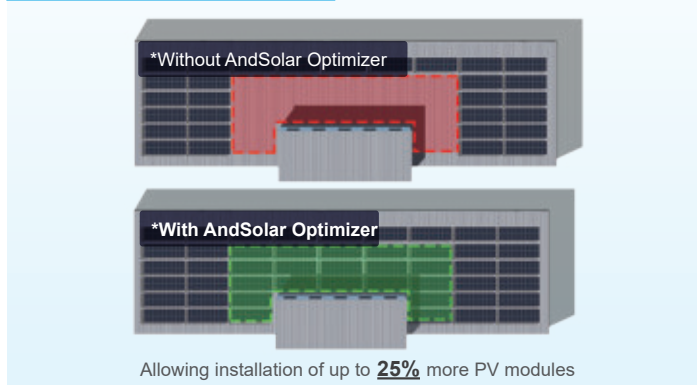 *Without AndSolar Optimizer
*With AndSolar Optimizer
Allowing installation of up to 25% more PV modules